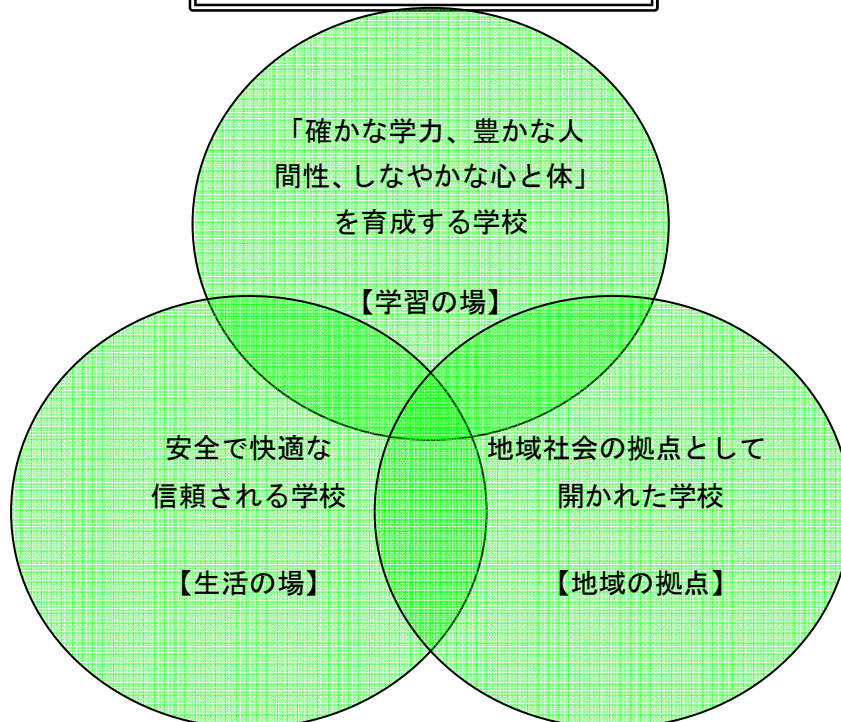 「確かな学力、豊かな人
間性、しなやかな心と体」
を育成する学校
【学習の場】
安全で快適な
信頼される学校
【生活の場】
地域社会の拠点として
開かれた学校
【地域の拠点】